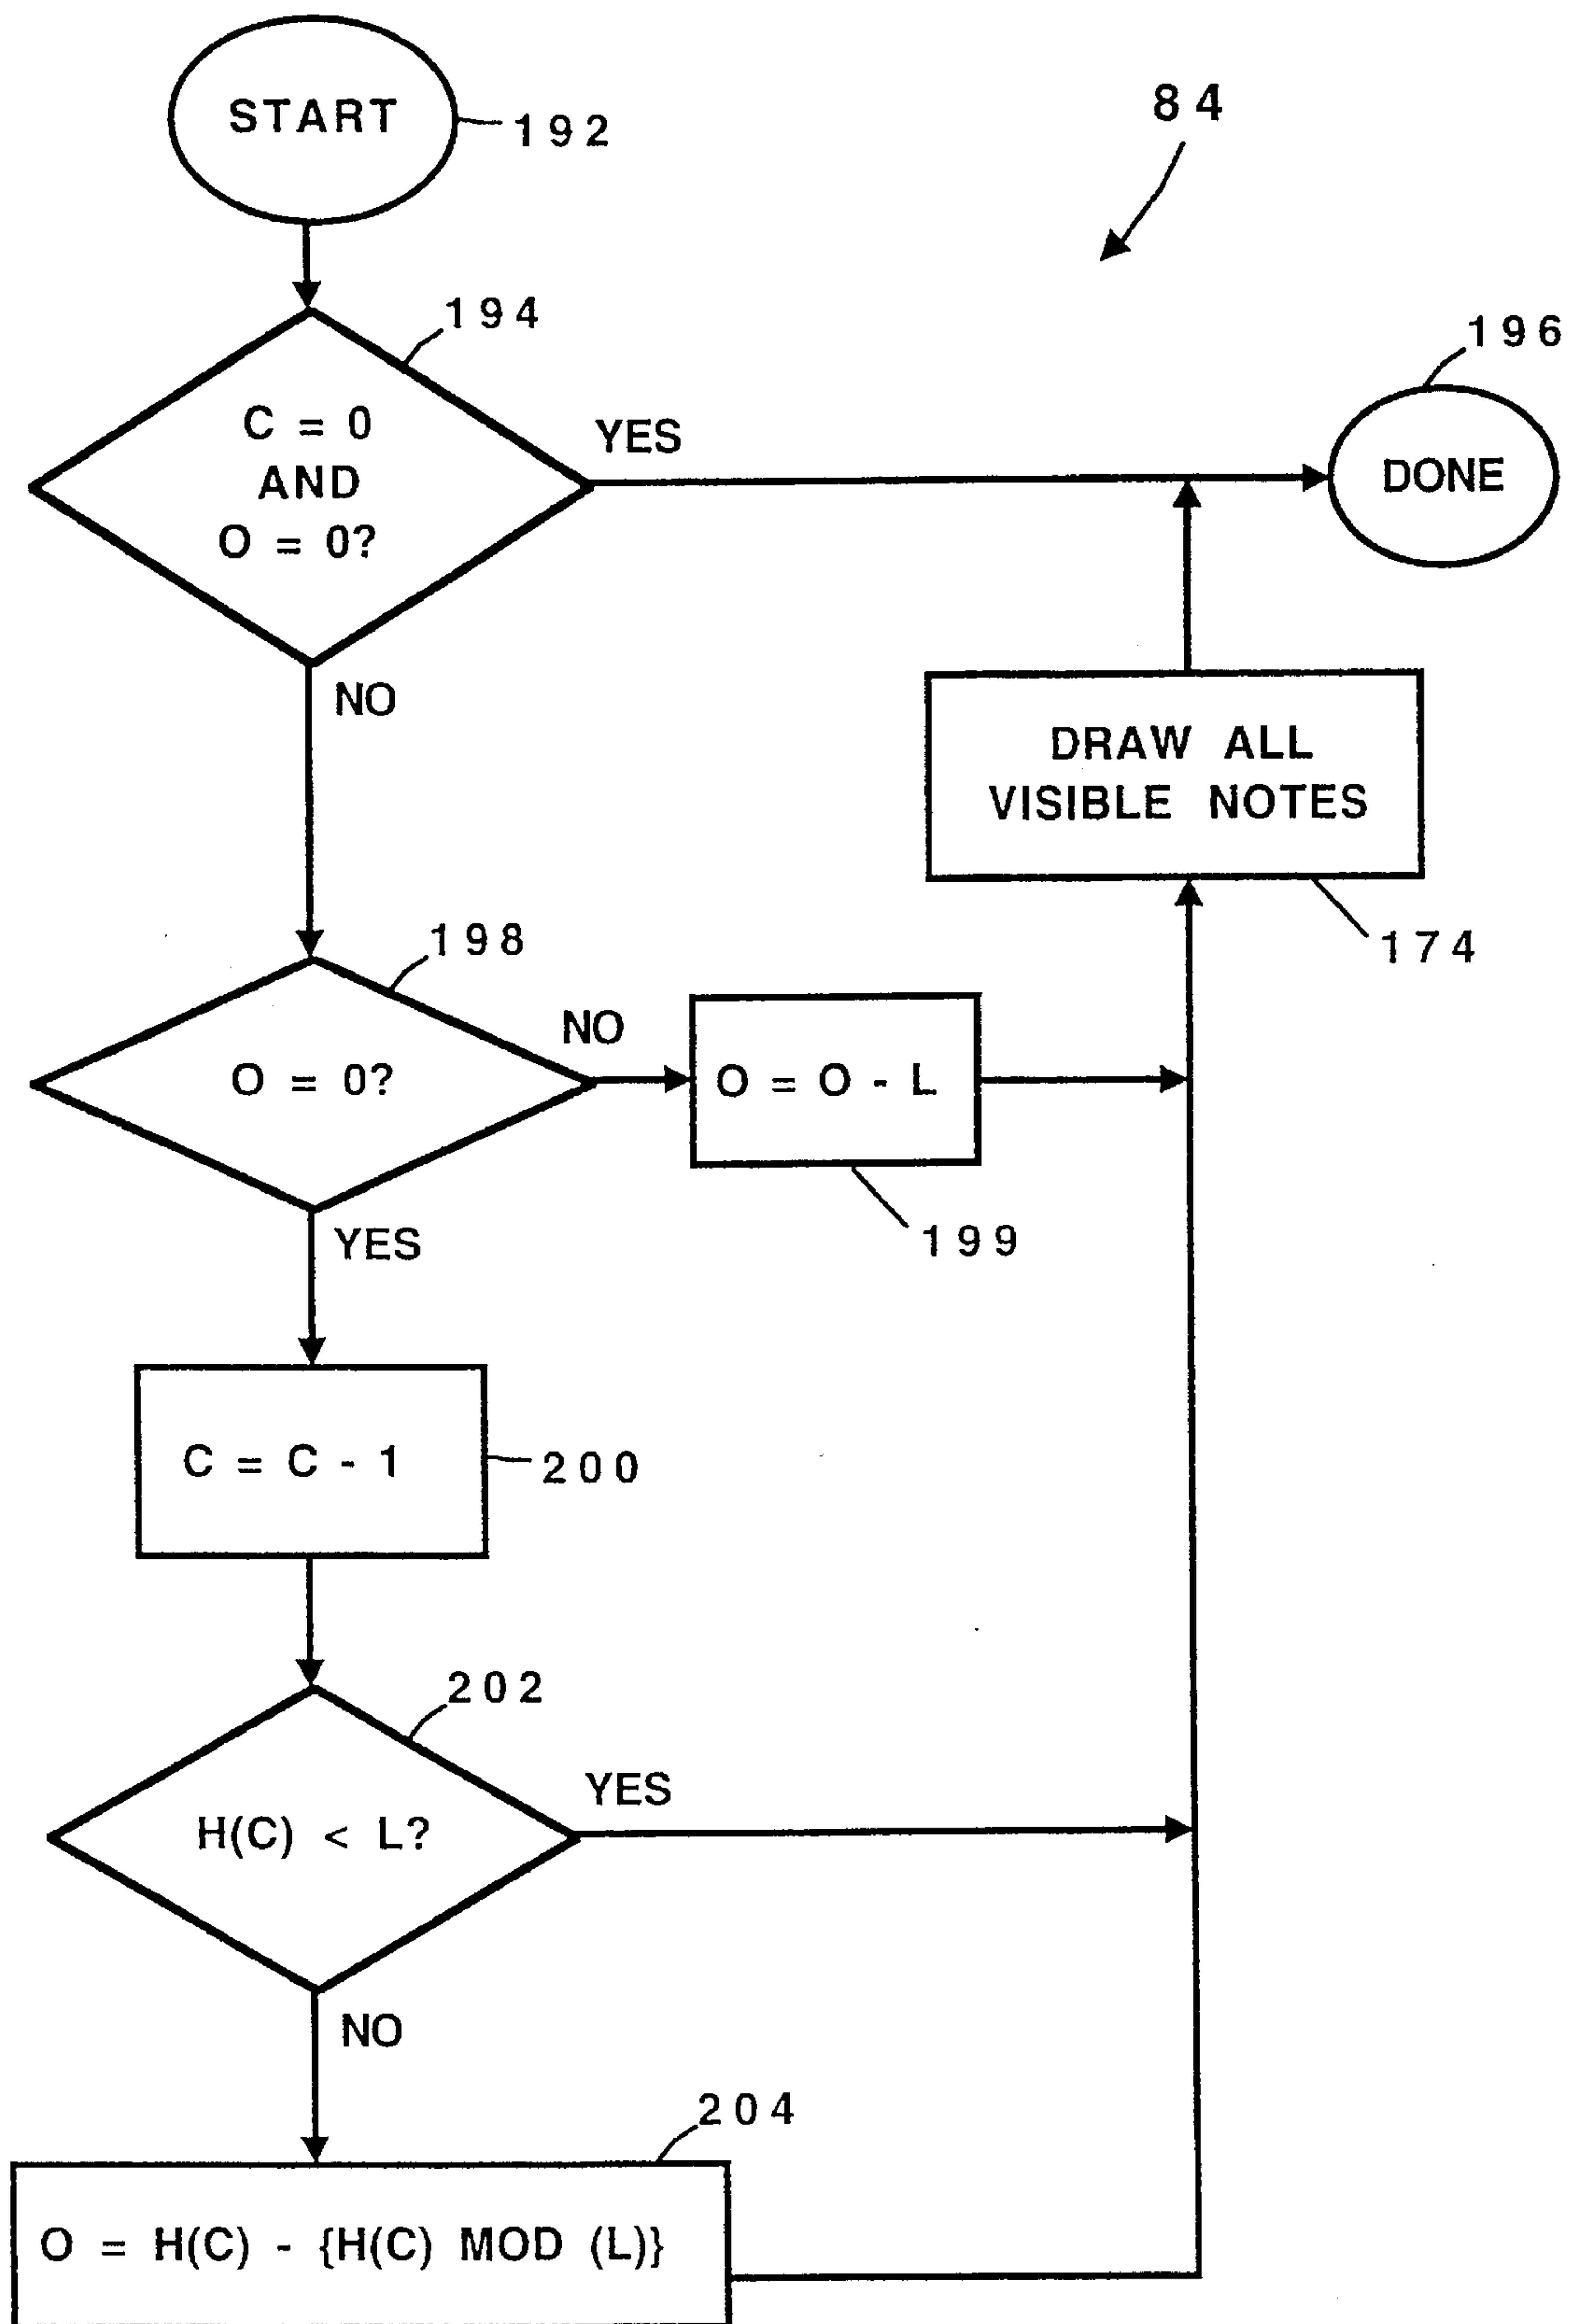 START
192
84
194
C = 0
AND
O = 0?
YES
196
DONE
NO
DRAW ALL
VISIBLE NOTES
174
198
O = 0?
NO
O = O - L
199
YES
C = C - 1
200
202
H(C) < L?
YES
NO
204
O = H(C) - {H(C) MOD (L)}